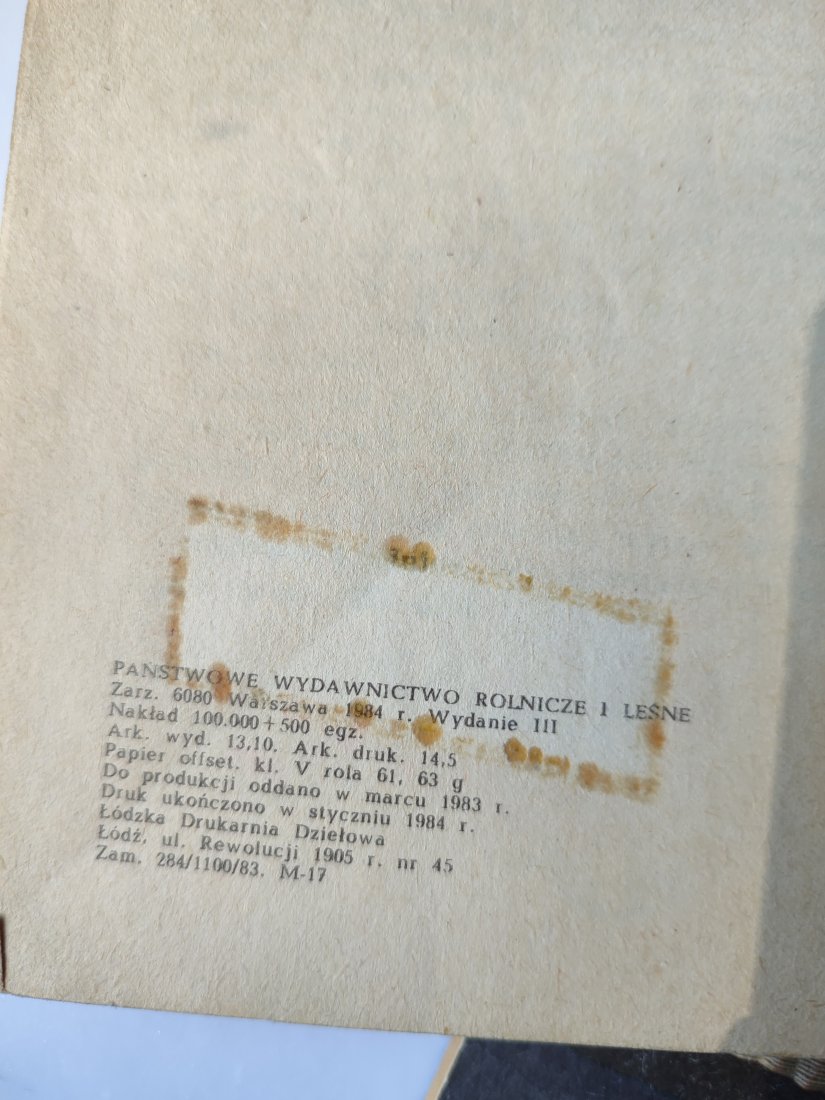 PAŃSTWOWE WYDAWNICTWO ROLNICZE I LEŚNE
Zarz. 6080 Warszawa 1984 r. Wydanie III
Nakład 100.000+500 egz.
Ark. wyd. 13,10. Ark. druk. 14,5
Papier offset. kl. V rola 61, 63 g
Do produkcji oddano w marcu 1983 r.
Druk ukończono w styczniu 1984 r.
Łódzka Drukarnia Dziełowa
Łódź, ul. Rewolucji 1905 r. nr 45
Zam. 284/1100/83. M-17